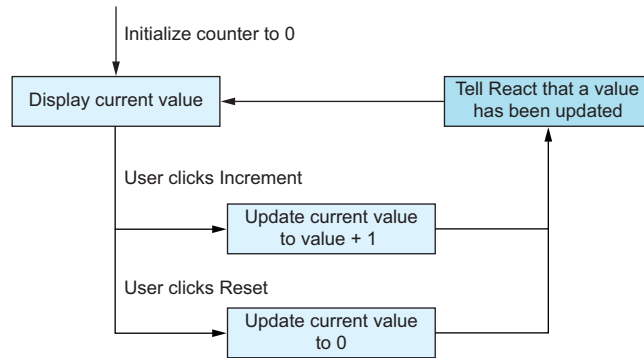 Initialize counter to 0
Display current value
Tell React that a value
has been updated
User clicks Increment
Update current value
to value + 1
User clicks Reset
Update current value
to 0